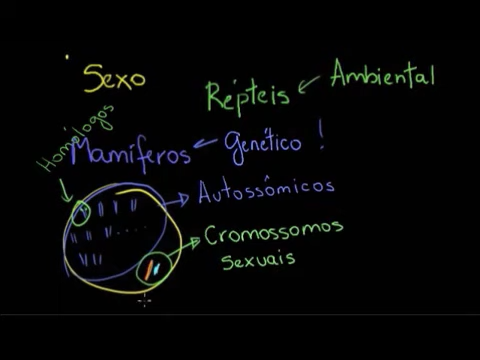 Sexo
Répteis
Ambiental
Homólogos
Mamíferos
Genético !
Autossômicos
Cromossomos
sexuais